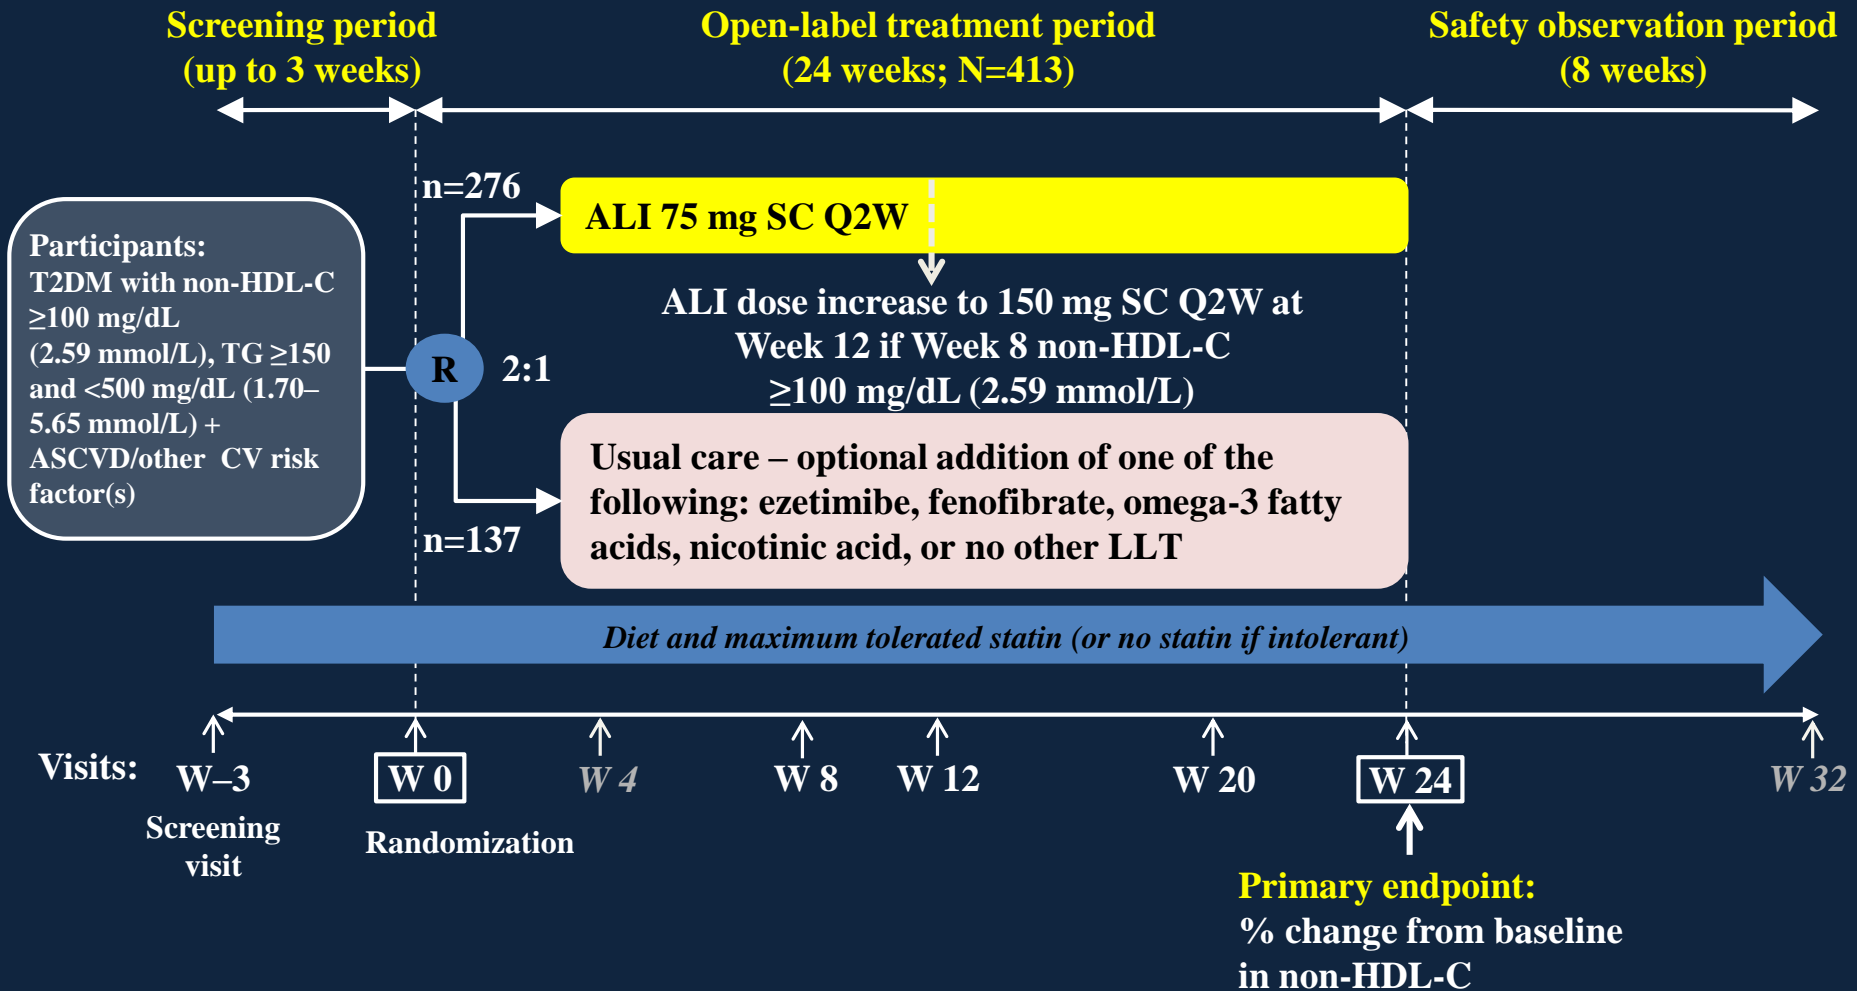 Screening period
(up to 3 weeks)
Open-label treatment period
(24 weeks; N=413)
Safety observation period
(8 weeks)
n=276
ALI 75 mg SC Q2W
Participants:
T2DM with non-HDL-C
≥100 mg/dL
(2.59 mmol/L), TG ≥150
and <500 mg/dL (1.70–
5.65 mmol/L) +
ASCVD/other  CV risk
factor(s)
R
2:1
ALI dose increase to 150 mg SC Q2W at
Week 12 if Week 8 non-HDL-C
≥100 mg/dL (2.59 mmol/L)
n=137
Usual care – optional addition of one of the
following: ezetimibe, fenofibrate, omega-3 fatty
acids, nicotinic acid, or no other LLT
Diet and maximum tolerated statin (or no statin if intolerant)
Visits:
W–3
W 0
W 4
W 8
W 12
W 20
W 24
W 32
Screening
visit
Randomization
Primary endpoint:
% change from baseline
in non-HDL-C